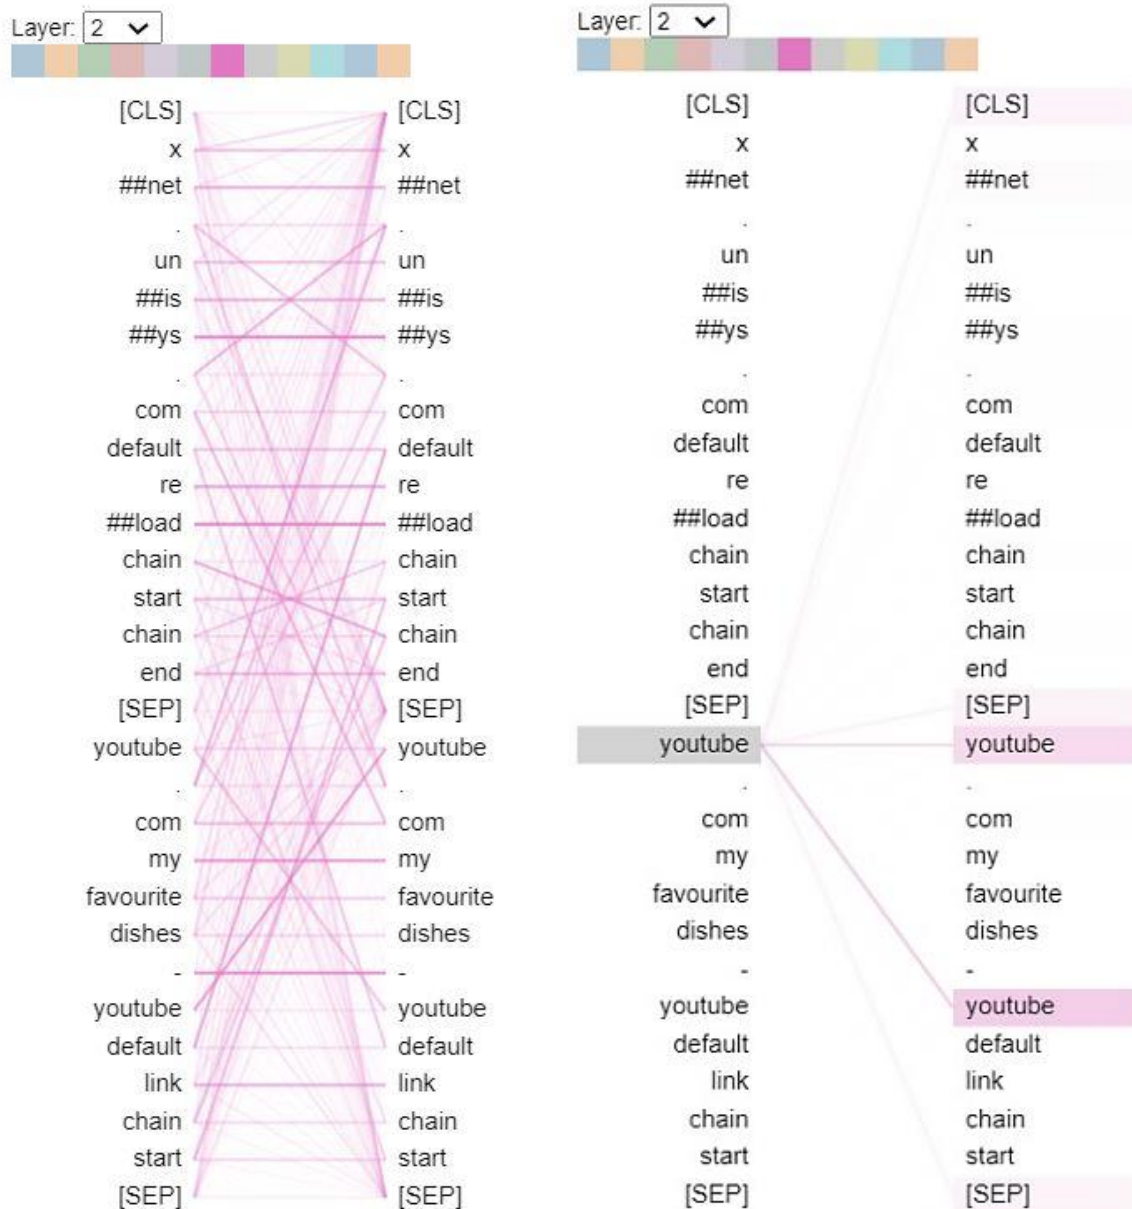 Layer: 2
[CLS] [CLS]
x x
##net ##net
. .
un un
##is ##is
##ys ##ys
. .
com com
default default
re re
##load ##load
chain chain
start start
chain chain
end end
[SEP] [SEP]
youtube youtube
. .
com com
my my
favourite favourite
dishes dishes
- -
youtube youtube
default default
link link
chain chain
start start
[SEP] [SEP]
Layer: 2
[CLS] [CLS]
x x
##net ##net
. .
un un
##is ##is
##ys ##ys
. .
com com
default default
re re
##load ##load
chain chain
start start
chain chain
end end
[SEP] [SEP]
youtube youtube
. .
com com
my my
favourite favourite
dishes dishes
- -
youtube youtube
default default
link link
chain chain
start start
[SEP] [SEP]